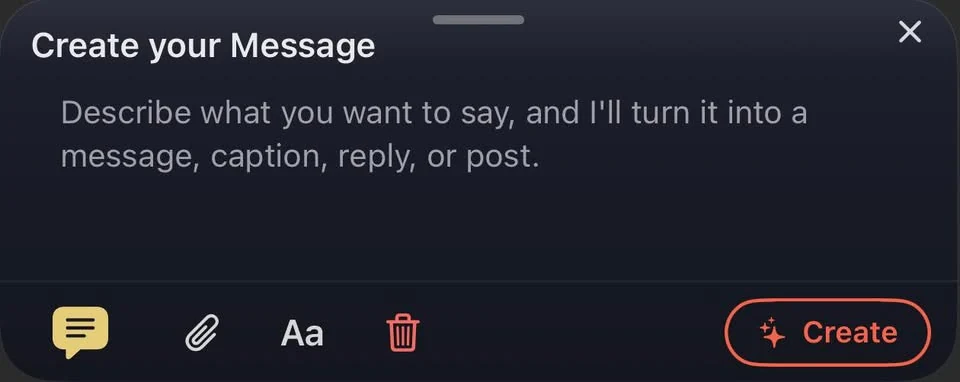 Create your Message
Describe what you want to say, and I'll turn it into a
message, caption, reply, or post.
Aa
Create